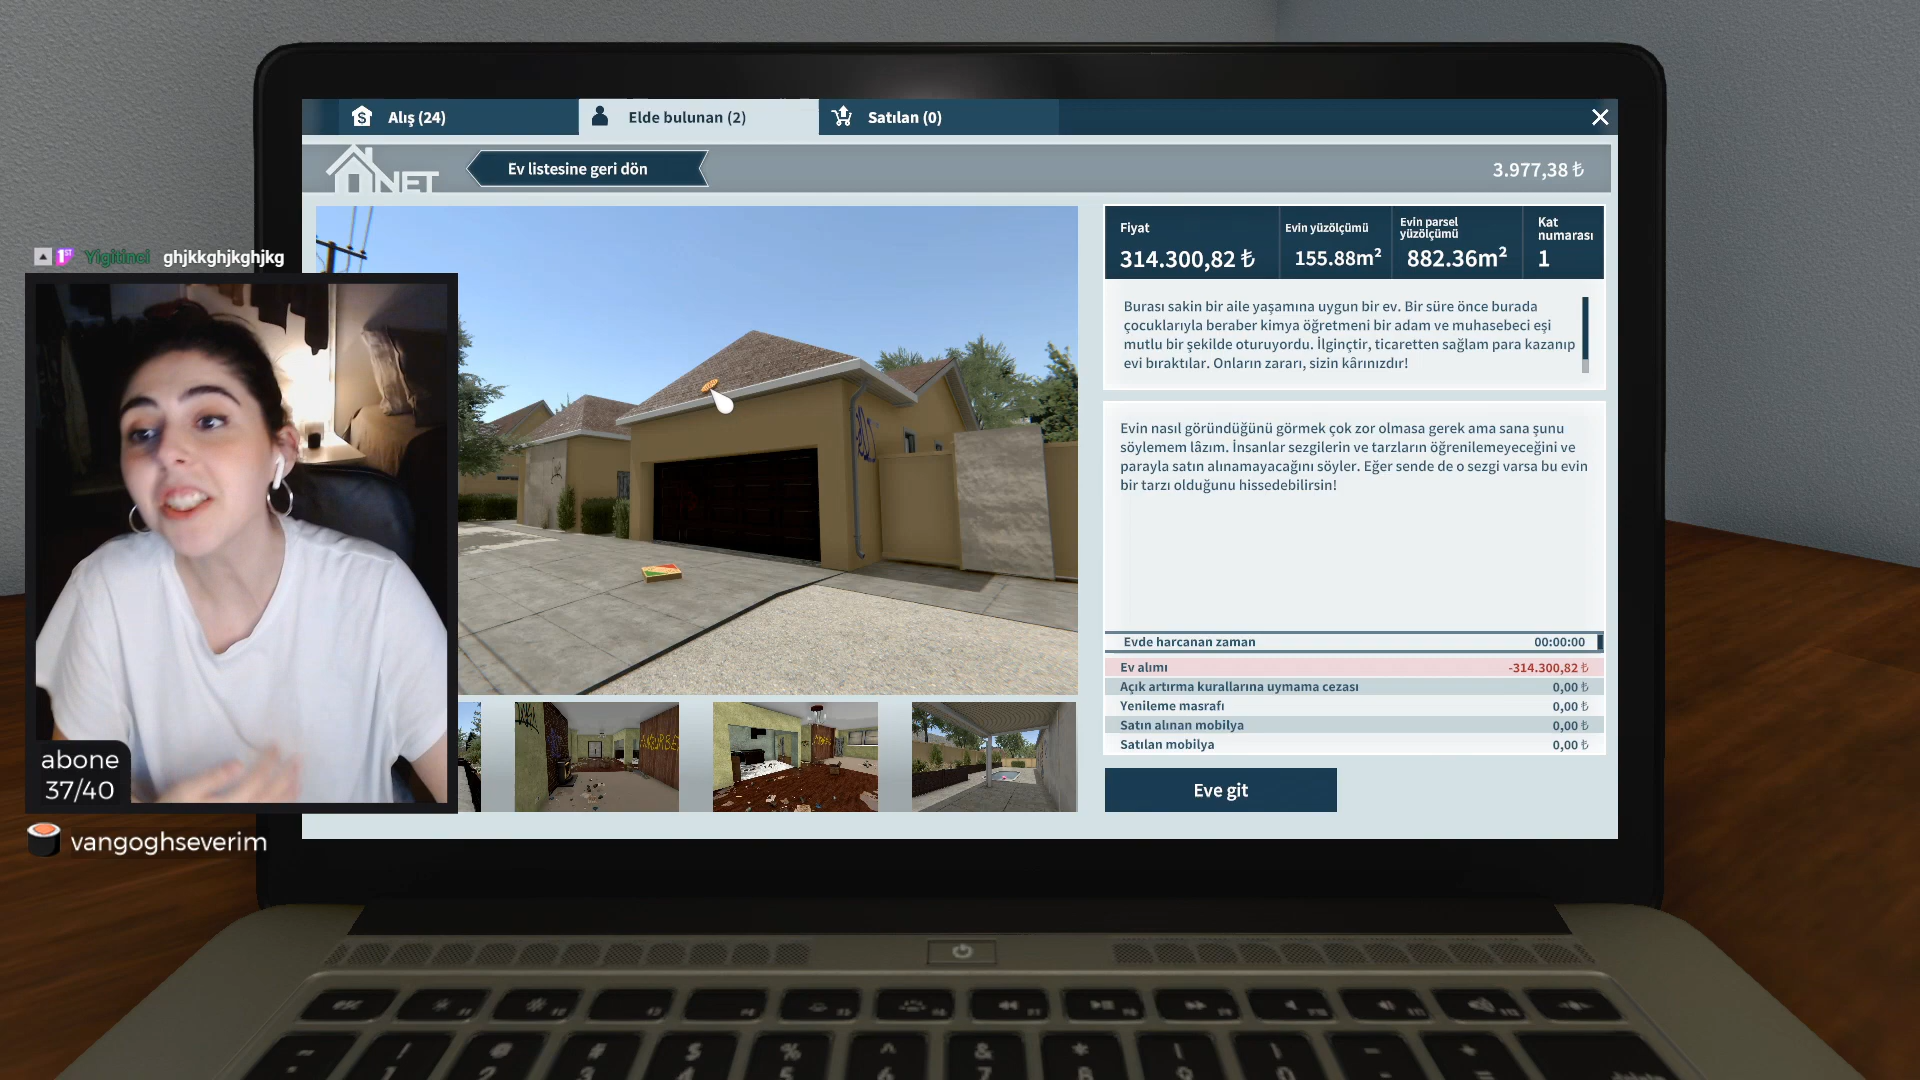 Alış (24)
Elde bulunan (2)
Satılan (0)
NET
Ev listesine geri dön
3.977,38 ₺
Yigitinci ghjkkghjkghjkg
Fiyat
314.300,82 ₺
Evin yüzölçümü
155.88m²
Evin parsel
yüzölçümü
882.36m²
Kat
numarası
1
Burası sakin bir aile yaşamına uygun bir ev. Bir süre önce burada
çocuklarıyla beraber kimya öğretmeni bir adam ve muhasebeci eşi
mutlu bir şekilde oturuyordu. İlginçtir, ticaretten sağlam para kazanıp
evi bıraktılar. Onların zararı, sizin kârınızdır!
Evin nasıl göründüğünü görmek çok zor olmasa gerek ama sana şunu
söylemem lâzım. İnsanlar sezgilerin ve tarzların öğrenilemeyeceğini ve
parayla satın alınamayacağını söyler. Eğer sende de o sezgi varsa bu evin
bir tarzı olduğunu hissedebilirsin!
Evde harcanan zaman 00:00:00
Ev alımı -314.300,82 ₺
Açık artırma kurallarına uymama cezası 0,00 ₺
Yenileme masrafı 0,00 ₺
Satın alınan mobilya 0,00 ₺
Satılan mobilya 0,00 ₺
Eve git
abone
37/40
vangoghseverim
esc